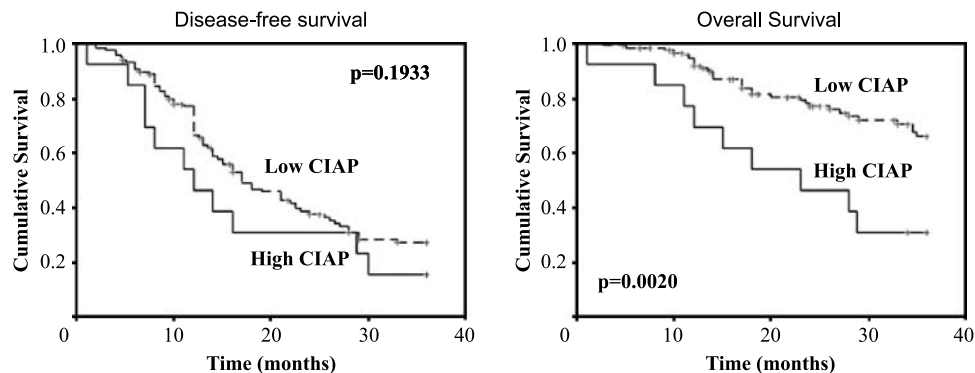 Disease-free survival
Cumulative Survival
1.0
0.8
0.6
0.4
0.2
0
10
20
30
40
Time (months)
p=0.1933
Low CIAP
High CIAP
Overall Survival
Cumulative Survival
1.0
0.8
0.6
0.4
0.2
0
10
20
30
40
Time (months)
Low CIAP
High CIAP
p=0.0020